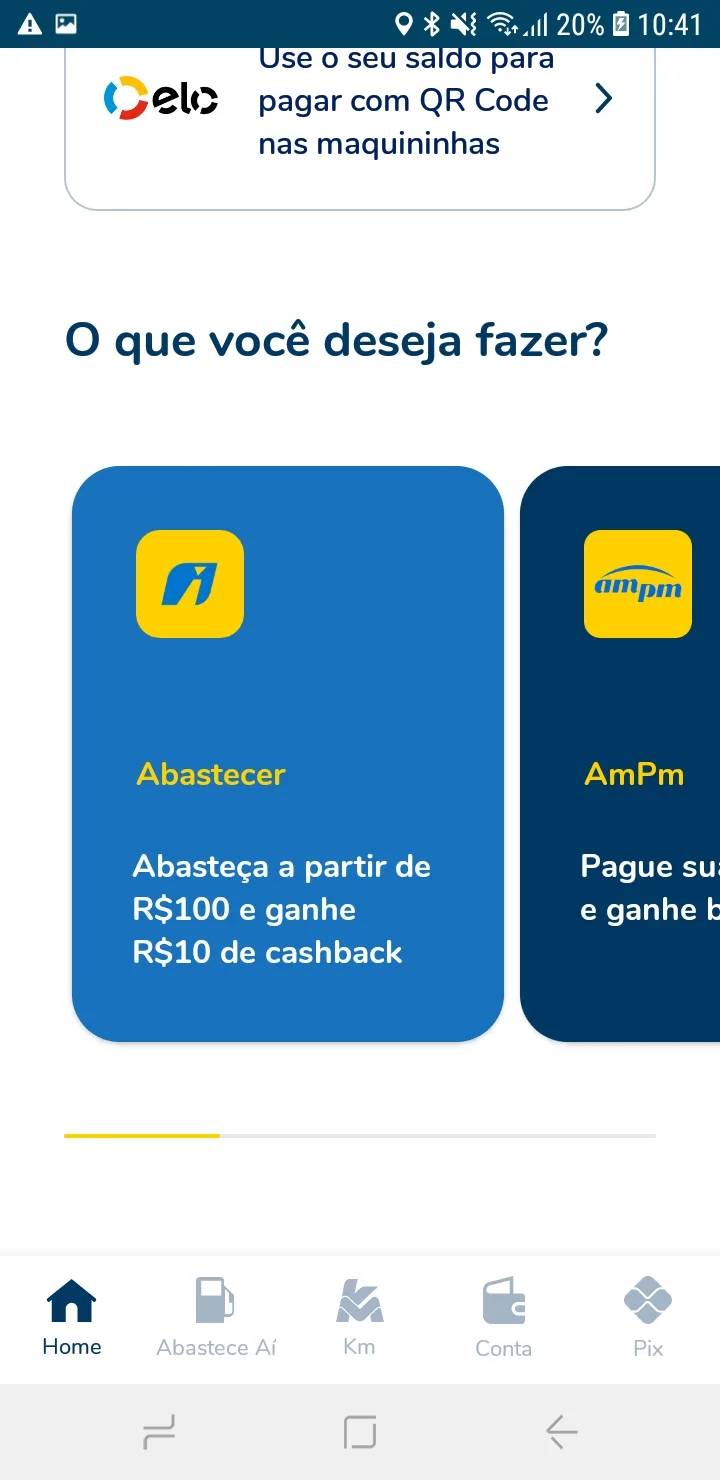 20% 10:41
Use o seu saldo para
elo
pagar com QR Code
nas maquininhas
O que você deseja fazer?
ampm
Abastecer
AmPm
Abasteça a partir de
R$100 e ganhe
R$10 de cashback
Pague
e ganhe
Home
Abastece Aí
Km
Conta
Pix